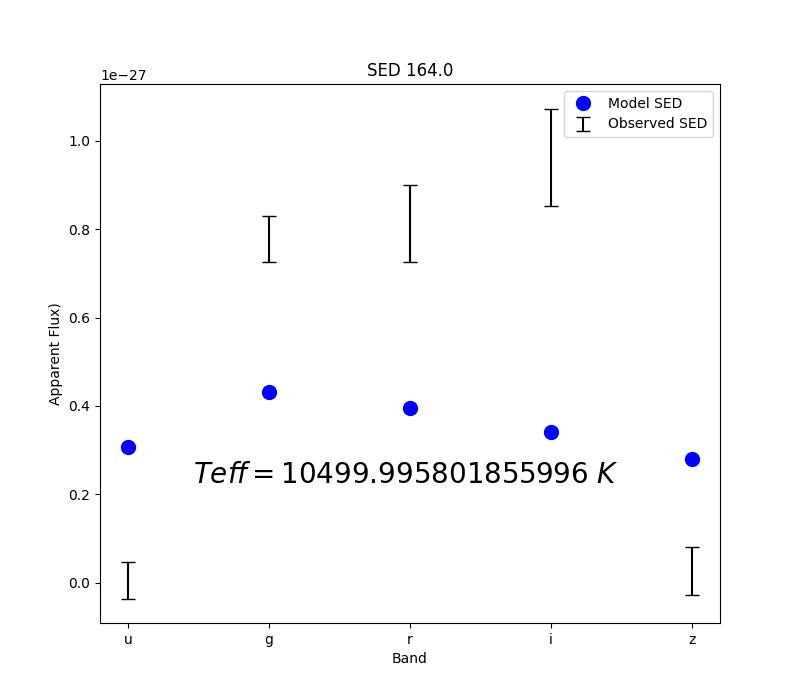 SED 164.0
1e−27
Model SED
Observed SED
1.0
0.8
0.6
0.4
0.2
0.0
Apparent Flux)
Teff = 10499.995801855996 K
u g r i z
Band